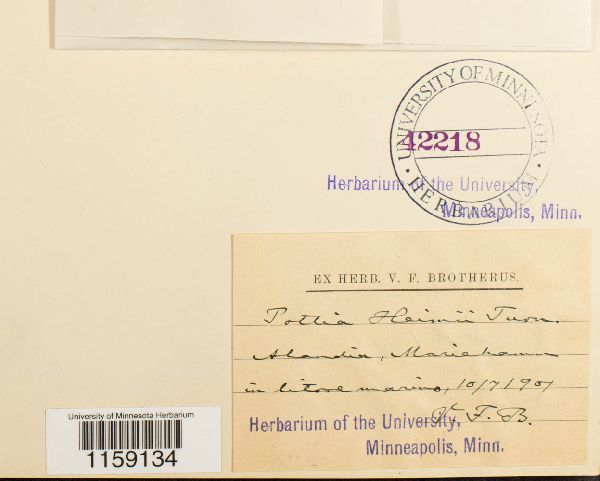 UNIVERSITY OF MINNESOTA
42218
· HERBARIUM ·
Herbarium of the University,
Minneapolis, Minn.
EX HERB. V. F. BROTHERUS.
Pottia Heimii Turn.
Alandia, Mariehamn
in litore marino, 10/7 1901
V. F. B.
Herbarium of the University,
Minneapolis, Minn.
University of Minnesota Herbarium
1159134